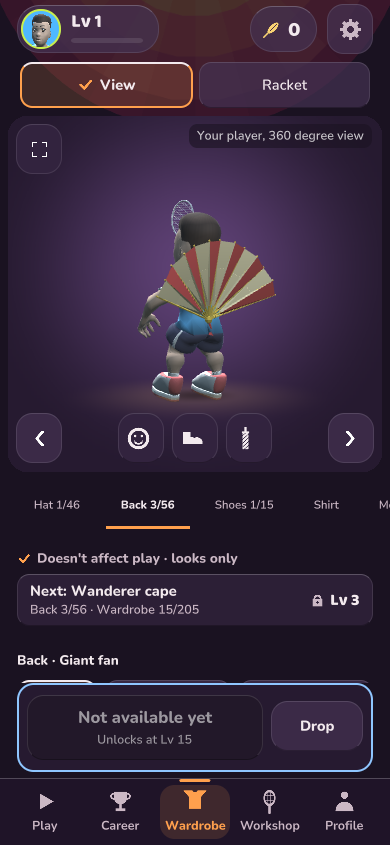 Lv 1
0
View
Racket
Your player, 360 degree view
Hat 1/46
Back 3/56
Shoes 1/15
Shirt
Doesn't affect play · looks only
Next: Wanderer cape
Back 3/56 · Wardrobe 15/205
Lv 3
Back · Giant fan
Not available yet
Unlocks at Lv 15
Drop
Play
Career
Wardrobe
Workshop
Profile